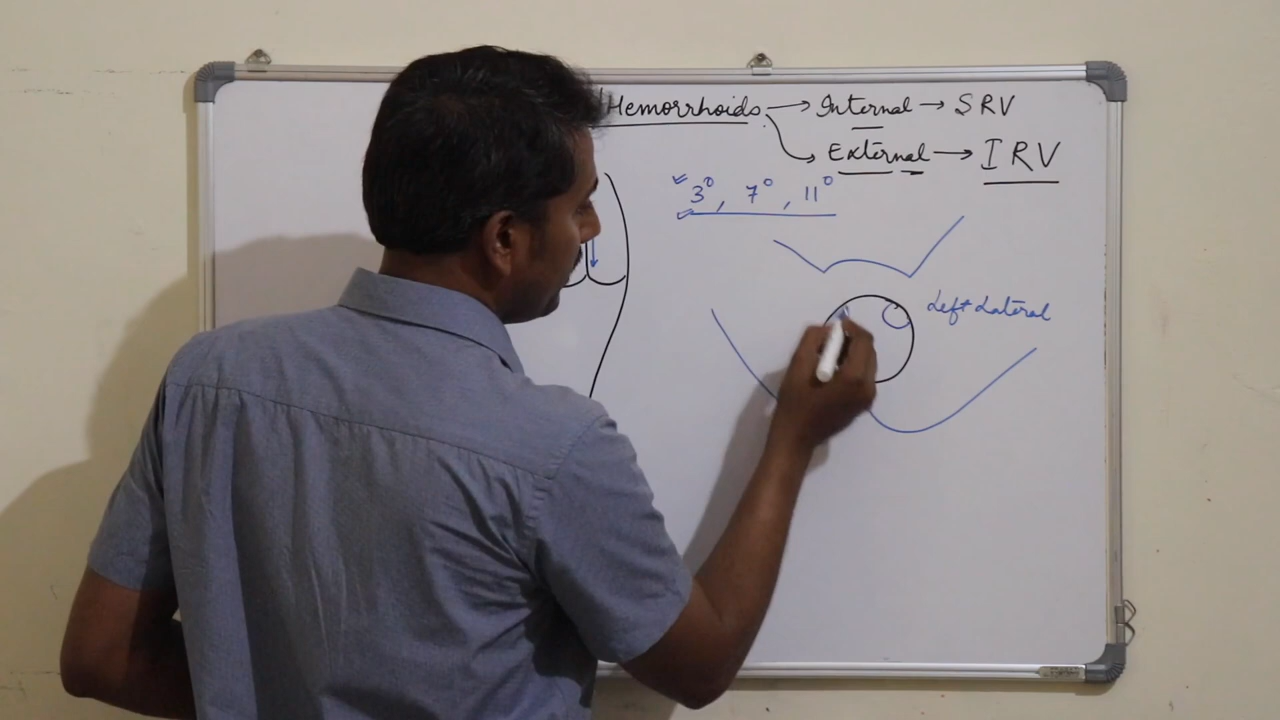 Hemorrhoids → Internal → SRV
External → IRV
3°, 7°, 11°
Left Lateral